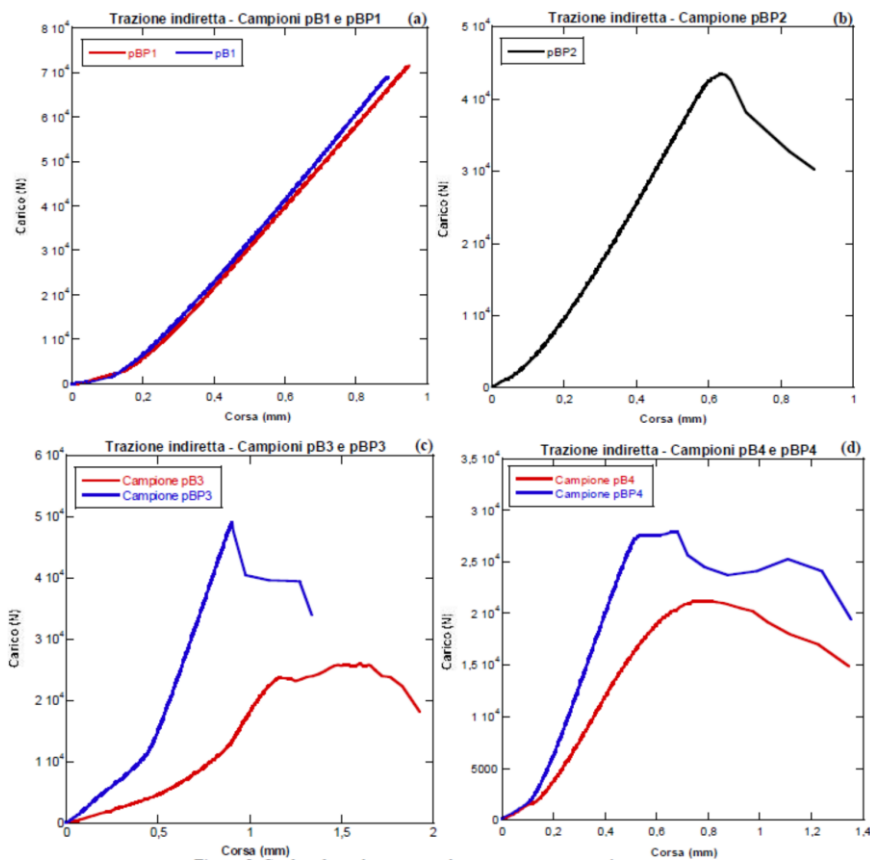 Trazione indiretta - Campioni pB1 e pBP1 (a)
8 10⁴
pBP1 pB1
7 10⁴
6 10⁴
5 10⁴
4 10⁴
3 10⁴
2 10⁴
1 10⁴
0
Carico (N)
0 0,2 0,4 0,6 0,8 1
Corsa (mm)
Trazione indiretta - Campione pBP2 (b)
5 10⁴
pBP2
4 10⁴
3 10⁴
2 10⁴
1 10⁴
0
Carico (N)
0 0,2 0,4 0,6 0,8 1
Corsa (mm)
Trazione indiretta - Campioni pB3 e pBP3 (c)
6 10⁴
Campione pB3
Campione pBP3
5 10⁴
4 10⁴
3 10⁴
2 10⁴
1 10⁴
0
Carico (N)
0 0,5 1 1,5 2
Corsa (mm)
Trazione indiretta - Campioni pB4 e pBP4 (d)
3,5 10⁴
Campione pB4
Campione pBP4
3 10⁴
2,5 10⁴
2 10⁴
1,5 10⁴
1 10⁴
5000
0
Carico (N)
0 0,2 0,4 0,6 0,8 1 1,2 1,4
Corsa (mm)